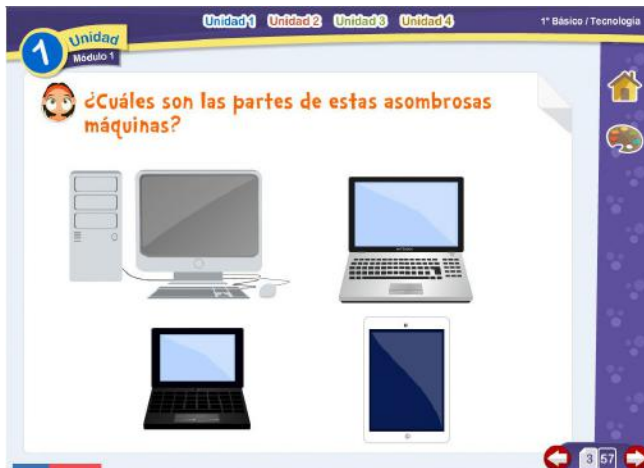 Unidad 1 Unidad 2 Unidad 3 Unidad 4
1° Básico / Tecnología
1
Unidad
Módulo 1
¿Cuáles son las partes de estas asombrosas
máquinas?
3 57